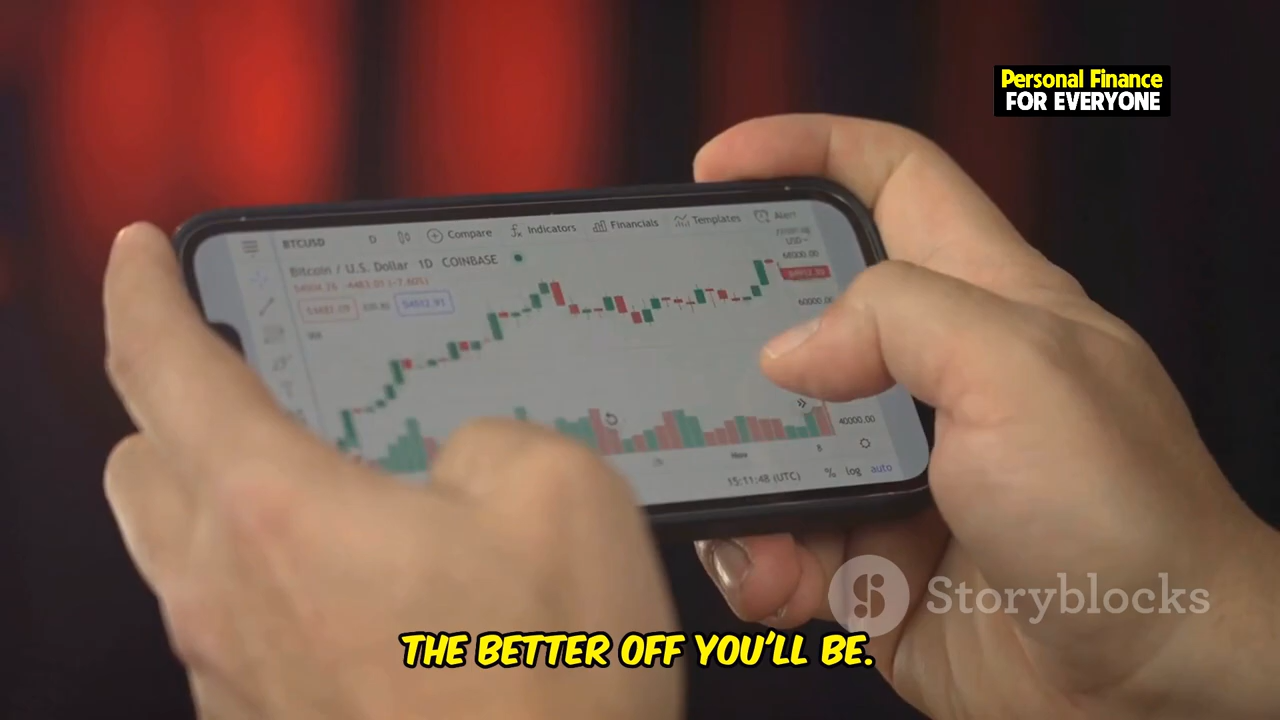 Personal Finance
FOR EVERYONE
BTCUSD D Compare Indicators Financials Templates Alert
Bitcoin / U.S. Dollar 1D COINBASE
60000.00
40000.00
15:11:48 (UTC) % log auto
Storyblocks
THE BETTER OFF YOU'LL BE.